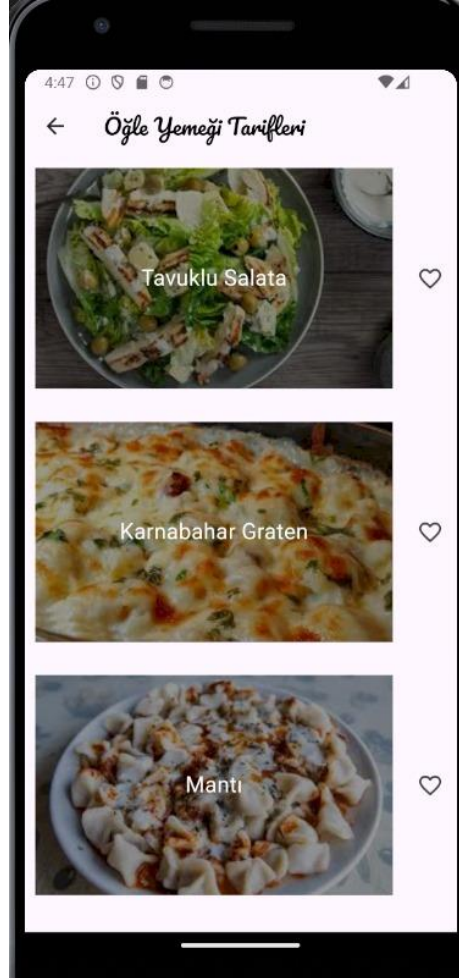 4:47
Öğle Yemeği Tarifleri
Tavuklu Salata
Karnabahar Graten
Mantı